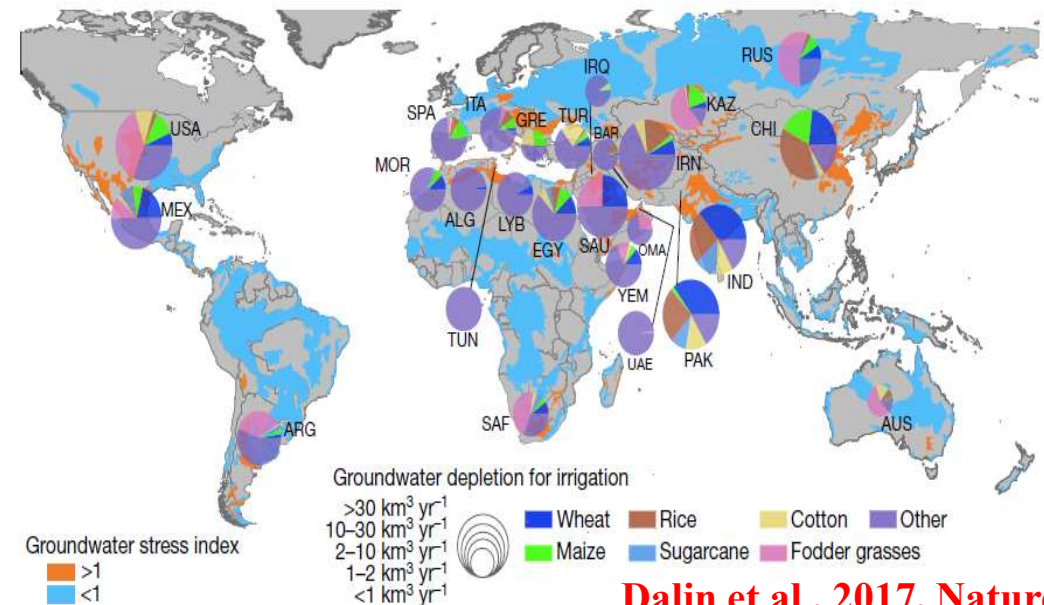 RUS
IRQ
ITA
SPA
GRE
TUR
BAR
KAZ
USA
CHI
IRN
MOR
MEX
ALG
LYB
EGY
SAU
OMA
IND
YEM
TUN
UAE
PAK
SAF
AUS
ARG
Groundwater depletion for irrigation
>30 km³ yr⁻¹
10–30 km³ yr⁻¹
2–10 km³ yr⁻¹
1–2 km³ yr⁻¹
<1 km³ yr⁻¹
Wheat Rice Cotton Other
Maize Sugarcane Fodder grasses
Groundwater stress index
>1
<1
Dalin et al., 2017, Nature